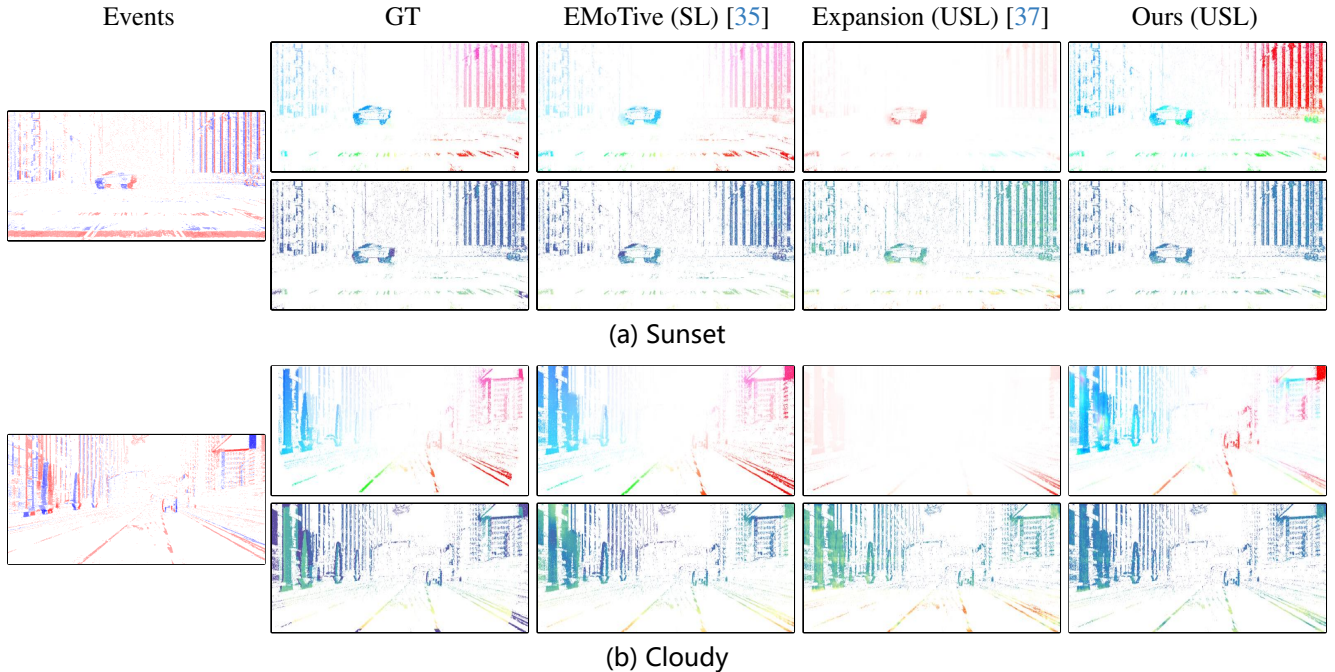 Events GT EMoTive (SL) [35] Expansion (USL) [37] Ours (USL)
(a) Sunset
(b) Cloudy